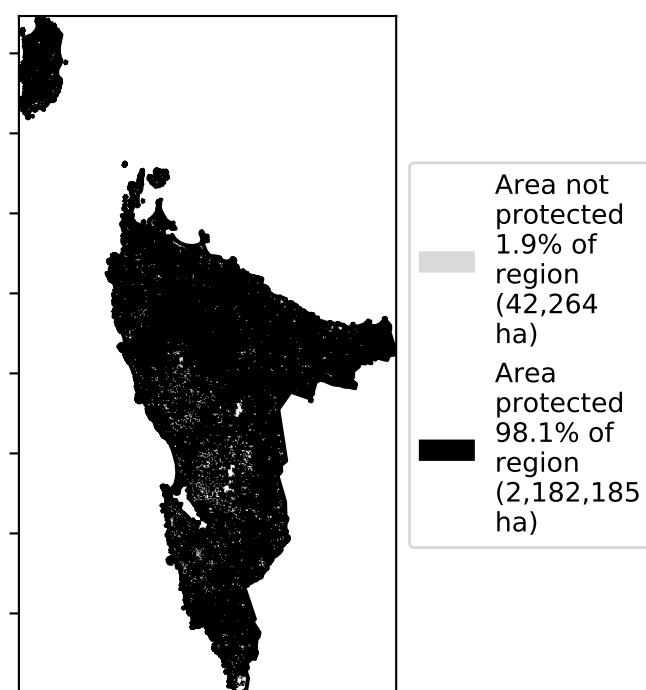 Area not
protected
1.9% of
region
(42,264
ha)
Area
protected
98.1% of
region
(2,182,185
ha)